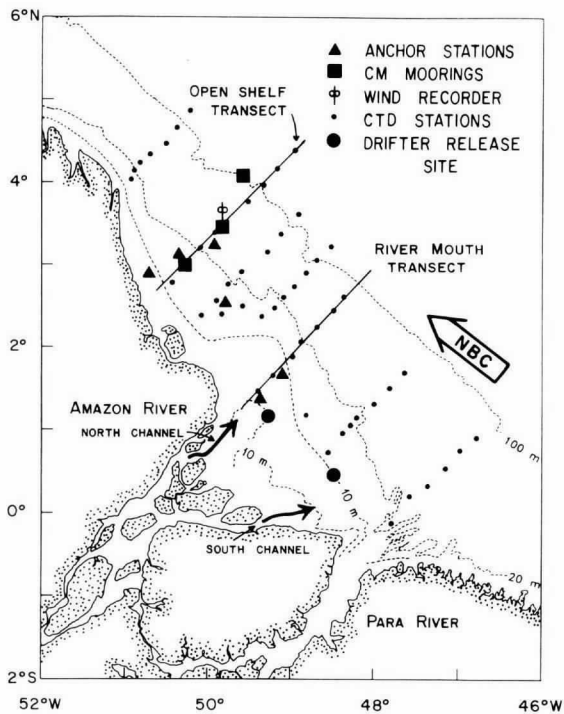 6°N
ANCHOR STATIONS
CM MOORINGS
WIND RECORDER
CTD STATIONS
DRIFTER RELEASE
SITE
OPEN SHELF
TRANSECT
4°
RIVER MOUTH
TRANSECT
NBC
2°
AMAZON RIVER
NORTH CHANNEL
100 m
10 m
10 m
0°
SOUTH CHANNEL
20 m
PARA RIVER
2°S
52°W
50°
48°
46°W